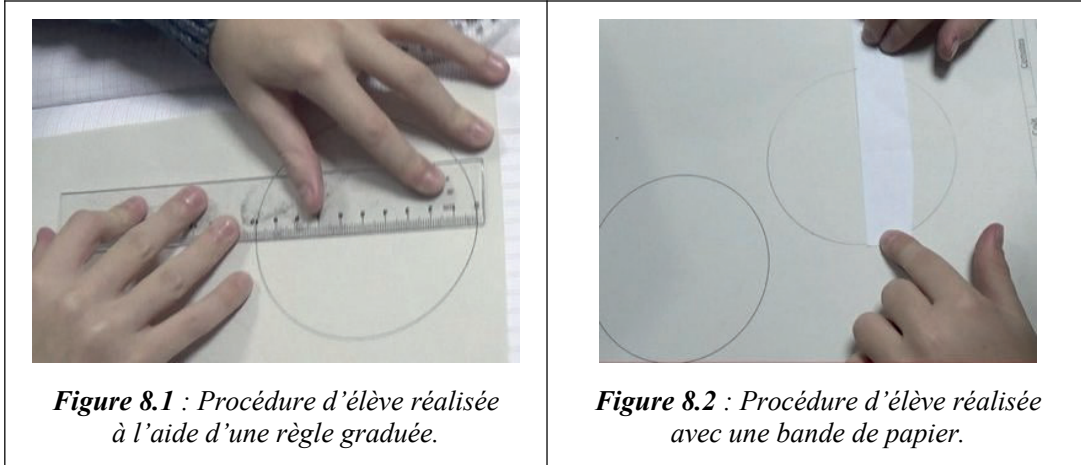 Figure 8.1 : Procédure d’élève réalisée
à l’aide d’une règle graduée.
Figure 8.2 : Procédure d’élève réalisée
avec une bande de papier.